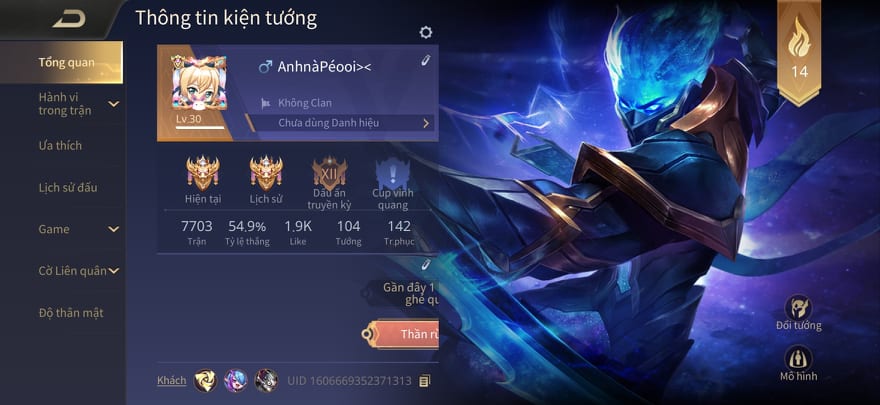 Thông tin kiện tướng
Tổng quan
Hành vi
trong trận
Ưa thích
Lịch sử đấu
Game
Cờ Liên quân
Độ thân mật
AnhnàPéooi><
Lv.30
Không Clan
Chưa dùng Danh hiệu
Hiện tại
Lịch sử
XII
Dấu ấn
truyền kỳ
Cúp vinh
quang
7703 54.9% 1.9K 104 142
Trận Tỷ lệ thắng Like Tướng Tr.phục
Gần đây 1
ghé qu
Thần rừ
Khách
UID 1606669352371313
14
Đổi tướng
Mô hình